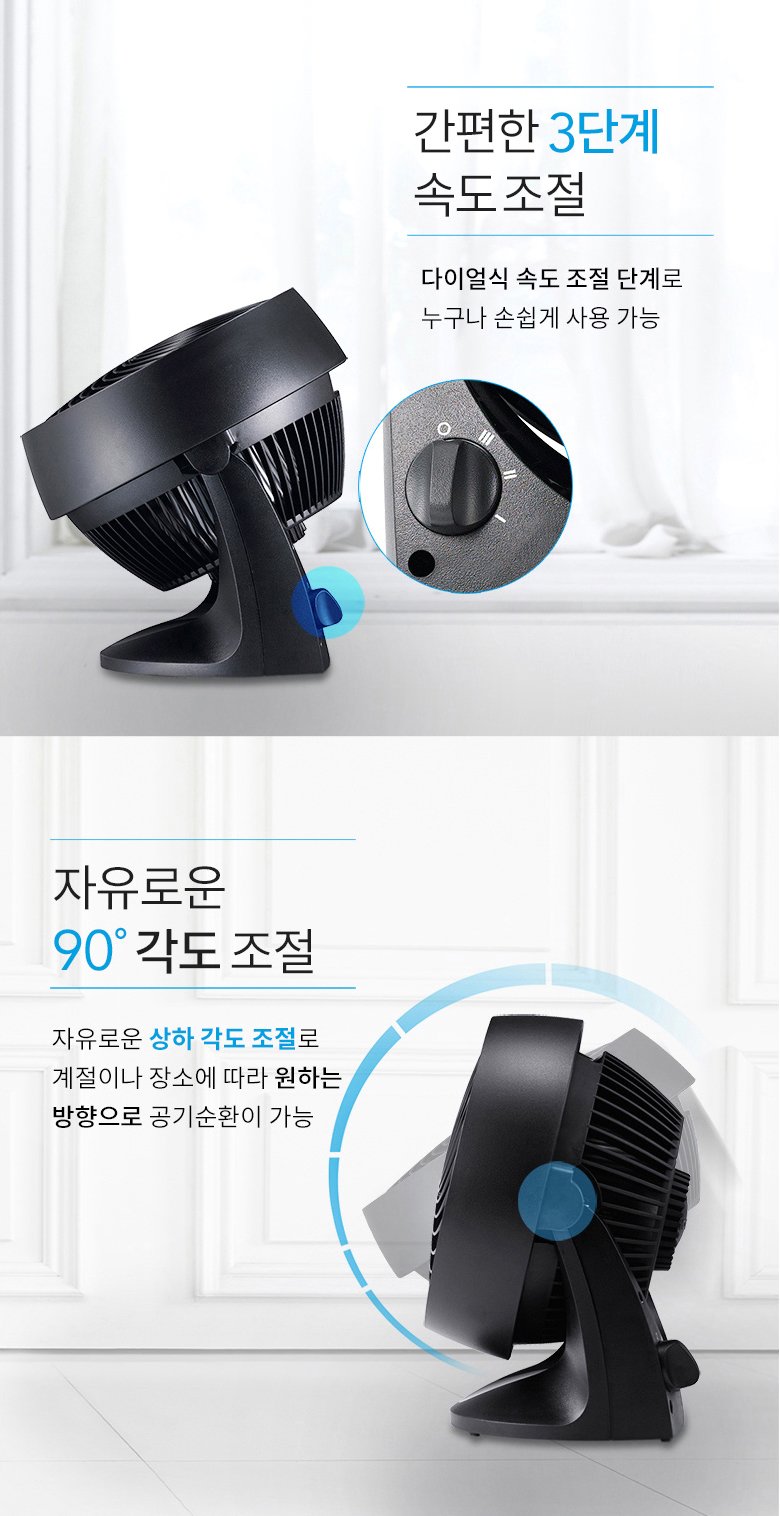 간편한 3단계
속도 조절
다이얼식 속도 조절 단계로
누구나 손쉽게 사용 가능
O III II I
자유로운
90° 각도 조절
자유로운 상하 각도 조절로
계절이나 장소에 따라 원하는
방향으로 공기순환이 가능